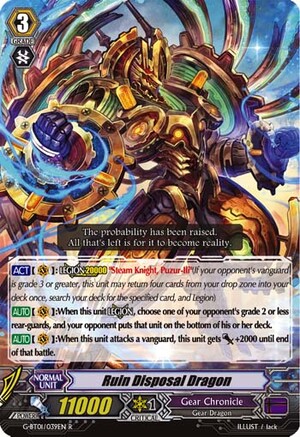 3
GRADE
The probability has been raised.
All that's left is for it to become reality.
ACT 1: LEGION 20000 "Steam Knight, Puzur-Ili"(If your opponent's vanguard
is grade 3 or greater, this unit may return four cards from your drop zone into your
deck once, search your deck for the specified card, and Legion)
AUTO 1:When this unit LEGION, choose one of your opponent's grade 2 or less
rear-guards, and your opponent puts that unit on the bottom of his or her deck.
AUTO 1:When this unit attacks a vanguard, this unit gets +2000 until end
of that battle.
NORMAL UNIT
Ruin Disposal Dragon
POWER 11000
1
CRITICAL
Gear Chronicle
Gear Dragon
G-BT01/039EN R
ILLUST / lack